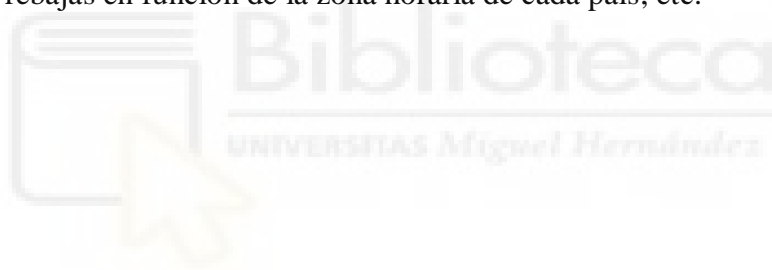 rebajas en función de la zona horaria de cada país, etc.
Biblioteca
UNIVERSITAS Miguel Hernández